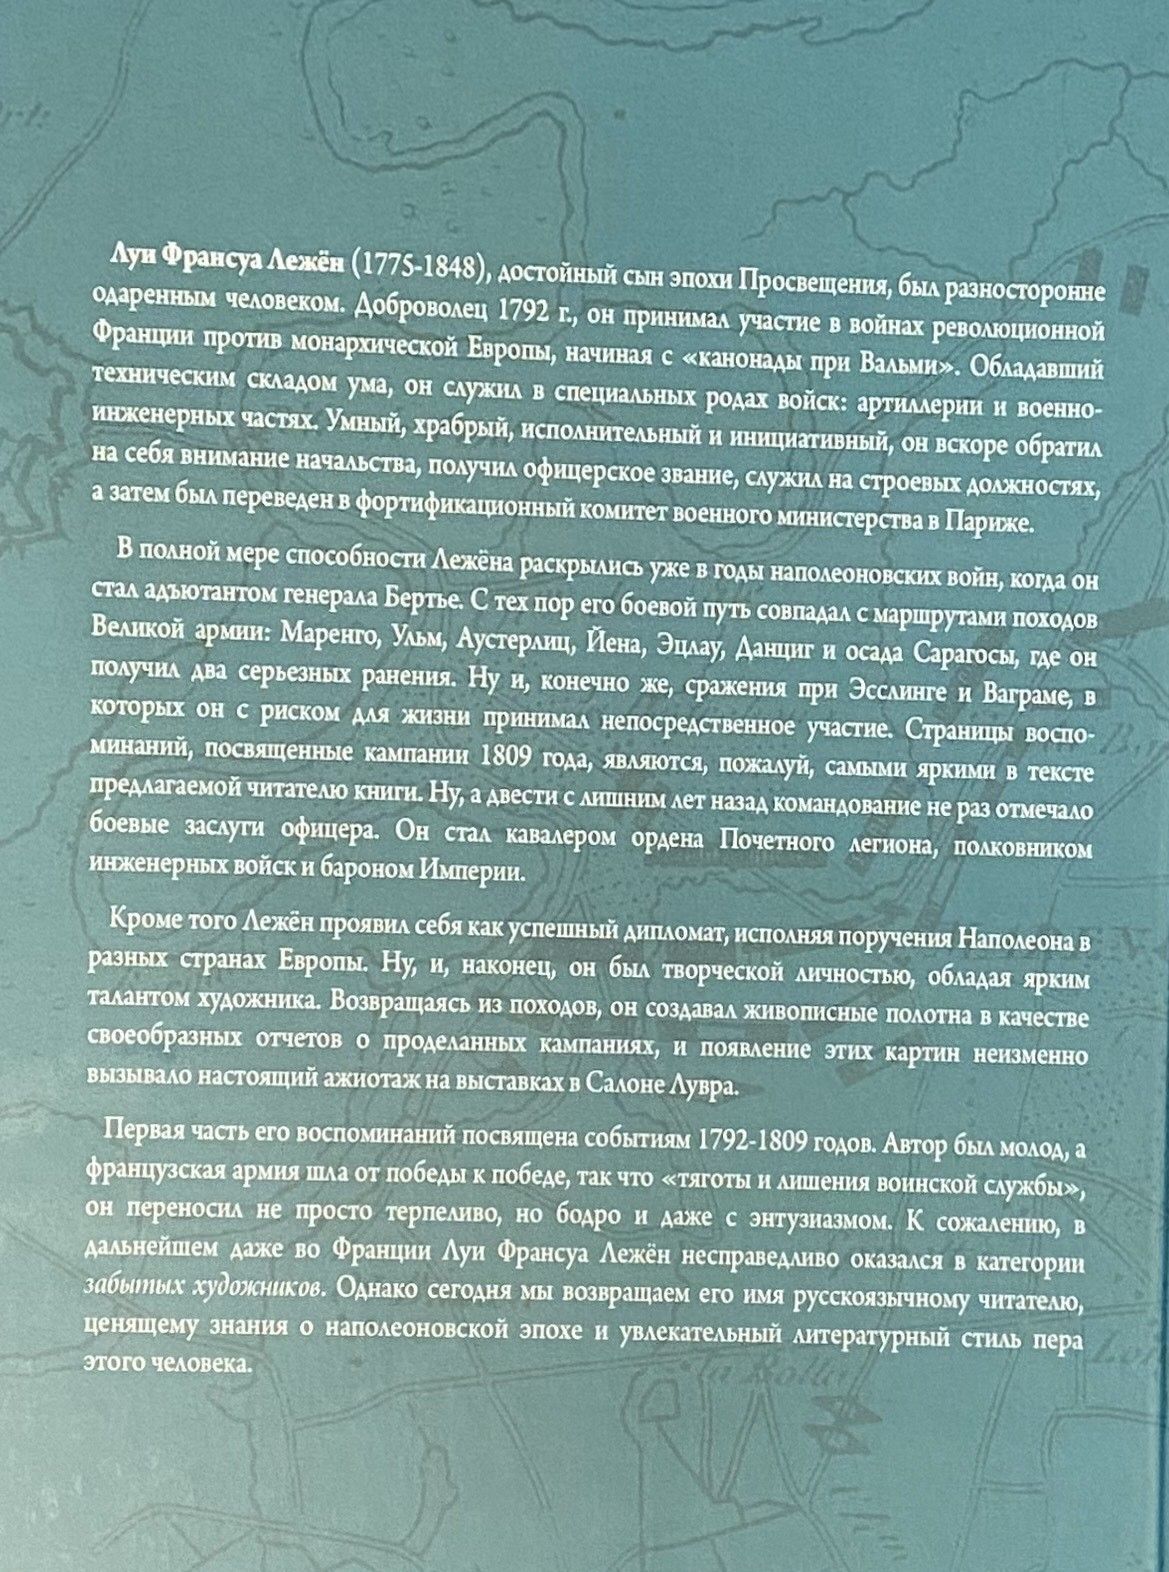 Луи Франсуа Лежён (1775-1848), достойный сын эпохи Просвещения, был разносторонне
одаренным человеком. Доброволец 1792 г., он принимал участие в войнах революционной
Франции против монархической Европы, начиная с «канонады при Вальми». Обладавший
техническим складом ума, он служил в специальных родах войск: артиллерии и военно-
инженерных частях. Умный, храбрый, исполнительный и инициативный, он вскоре обратил
на себя внимание начальства, получил офицерское звание, служил на строевых должностях,
а затем был переведен в фортификационный комитет военного министерства в Париже.
В полной мере способности Лежёна раскрылись уже в годы наполеоновских войн, когда он
стал адъютантом генерала Бертье. С тех пор его боевой путь совпадал с маршрутами походов
Великой армии: Маренго, Ульм, Аустерлиц, Йена, Эцлау, Данциг и осада Сарагосы, где он
получил два серьезных ранения. Ну и, конечно же, сражения при Эсслинге и Ваграме, в
которых он с риском для жизни принимал непосредственное участие. Страницы воспо-
минаний, посвященные кампании 1809 года, являются, пожалуй, самыми яркими в тексте
предлагаемой читателю книги. Ну, а двести с лишним лет назад командование не раз отмечало
боевые заслуги офицера. Он стал кавалером ордена Почетного легиона, полковником
инженерных войск и бароном Империи.
Кроме того Лежён проявил себя как успешный дипломат, исполняя поручения Наполеона в
разных странах Европы. Ну, и, наконец, он был творческой личностью, обладая ярким
талантом художника. Возвращаясь из походов, он создавал живописные полотна в качестве
своеобразных отчетов о проделанных кампаниях, и появление этих картин неизменно
вызывало настоящий ажиотаж на выставках в Салоне Лувра.
Первая часть его воспоминаний посвящена событиям 1792-1809 годов. Автор был молод, а
французская армия шла от победы к победе, так что «тяготы и лишения воинской службы»,
он переносил не просто терпеливо, но бодро и даже с энтузиазмом. К сожалению, в
дальнейшем даже во Франции Луи Франсуа Лежён несправедливо оказался в категории
забытых художников. Однако сегодня мы возвращаем его имя русскоязычному читателю,
ценящему знания о наполеоновской эпохе и увлекательный литературный стиль пера
этого человека.